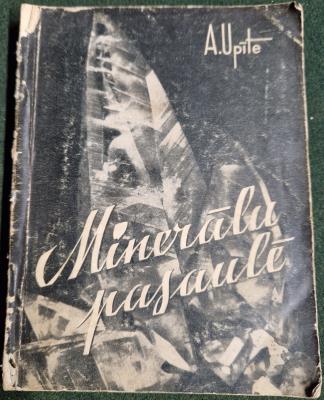 A. Upīte
Minerālu
pasaulē